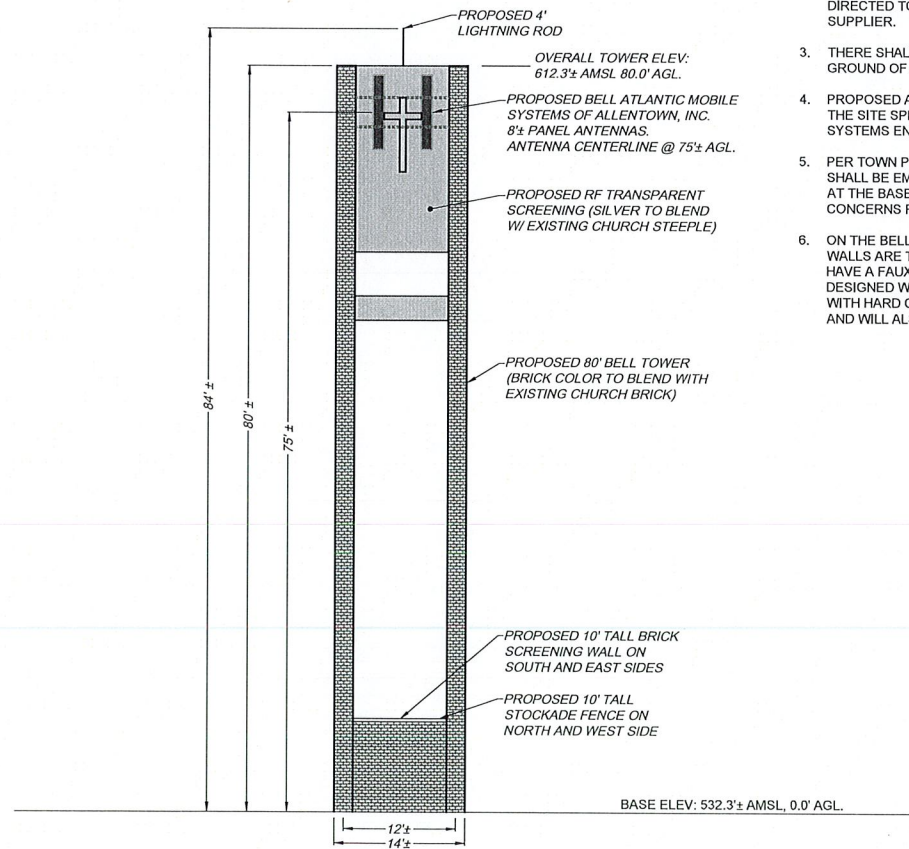 PROPOSED 4'
LIGHTNING ROD
OVERALL TOWER ELEV:
612.3'± AMSL 80.0' AGL.
PROPOSED BELL ATLANTIC MOBILE
SYSTEMS OF ALLENTOWN, INC.
8'± PANEL ANTENNAS.
ANTENNA CENTERLINE @ 75'± AGL.
PROPOSED RF TRANSPARENT
SCREENING (SILVER TO BLEND
W/ EXISTING CHURCH STEEPLE)
PROPOSED 80' BELL TOWER
(BRICK COLOR TO BLEND WITH
EXISTING CHURCH BRICK)
84' ±
80' ±
75' ±
PROPOSED 10' TALL BRICK
SCREENING WALL ON
SOUTH AND EAST SIDES
PROPOSED 10' TALL
STOCKADE FENCE ON
NORTH AND WEST SIDE
BASE ELEV: 532.3'± AMSL, 0.0' AGL.
12'±
14'±
DIRECTED
SUPPLIER.
3. THERE
GROUND OF
4. PROPOSED
THE SITE
SYSTEMS
5. PER TOWN
SHALL BE
AT THE BASE
CONCERNS
6. ON THE BELL
WALLS ARE
HAVE A FAUX
DESIGNED
WITH HARD
AND WILL